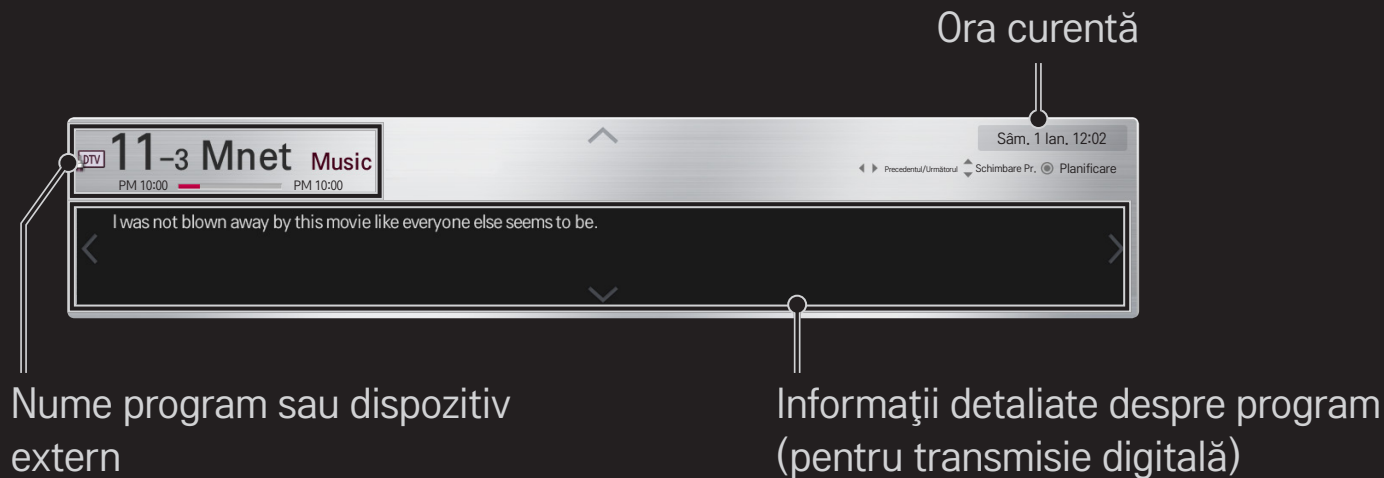 Ora curentă
DTV 11-3 Mnet Music
PM 10:00 PM 10:00
Sâm. 1 Ian. 12:02
Precedentul/Următorul Schimbare Pr. Planificare
I was not blown away by this movie like everyone else seems to be.
Nume program sau dispozitiv
extern
Informaţii detaliate despre program
(pentru transmisie digitală)